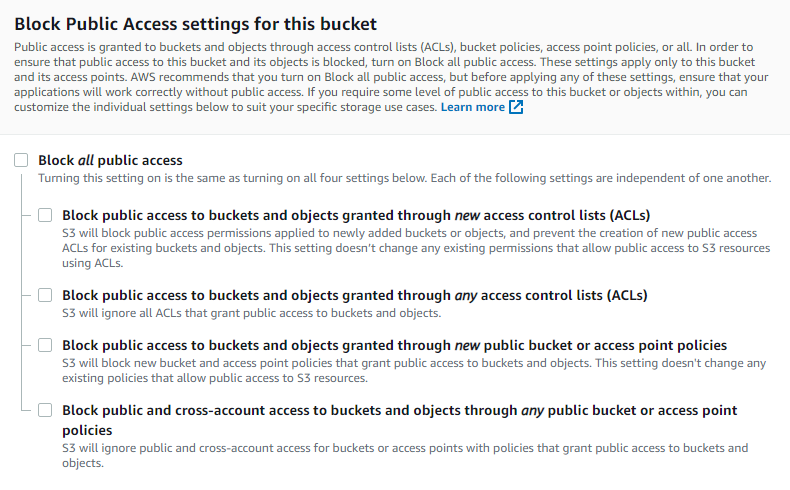 Block Public Access settings for this bucket
Public access is granted to buckets and objects through access control lists (ACLs), bucket policies, access point policies, or all. In order to
ensure that public access to this bucket and its objects is blocked, turn on Block all public access. These settings apply only to this bucket
and its access points. AWS recommends that you turn on Block all public access, but before applying any of these settings, ensure that your
applications will work correctly without public access. If you require some level of public access to this bucket or objects within, you can
customize the individual settings below to suit your specific storage use cases. Learn more
Block all public access
Turning this setting on is the same as turning on all four settings below. Each of the following settings are independent of one another.
Block public access to buckets and objects granted through new access control lists (ACLs)
S3 will block public access permissions applied to newly added buckets or objects, and prevent the creation of new public access
ACLs for existing buckets and objects. This setting doesn't change any existing permissions that allow public access to S3 resources
using ACLs.
Block public access to buckets and objects granted through any access control lists (ACLs)
S3 will ignore all ACLs that grant public access to buckets and objects.
Block public access to buckets and objects granted through new public bucket or access point policies
S3 will block new bucket and access point policies that grant public access to buckets and objects. This setting doesn't change any
existing policies that allow public access to S3 resources.
Block public and cross-account access to buckets and objects through any public bucket or access point
policies
S3 will ignore public and cross-account access for buckets or access points with policies that grant public access to buckets and
objects.